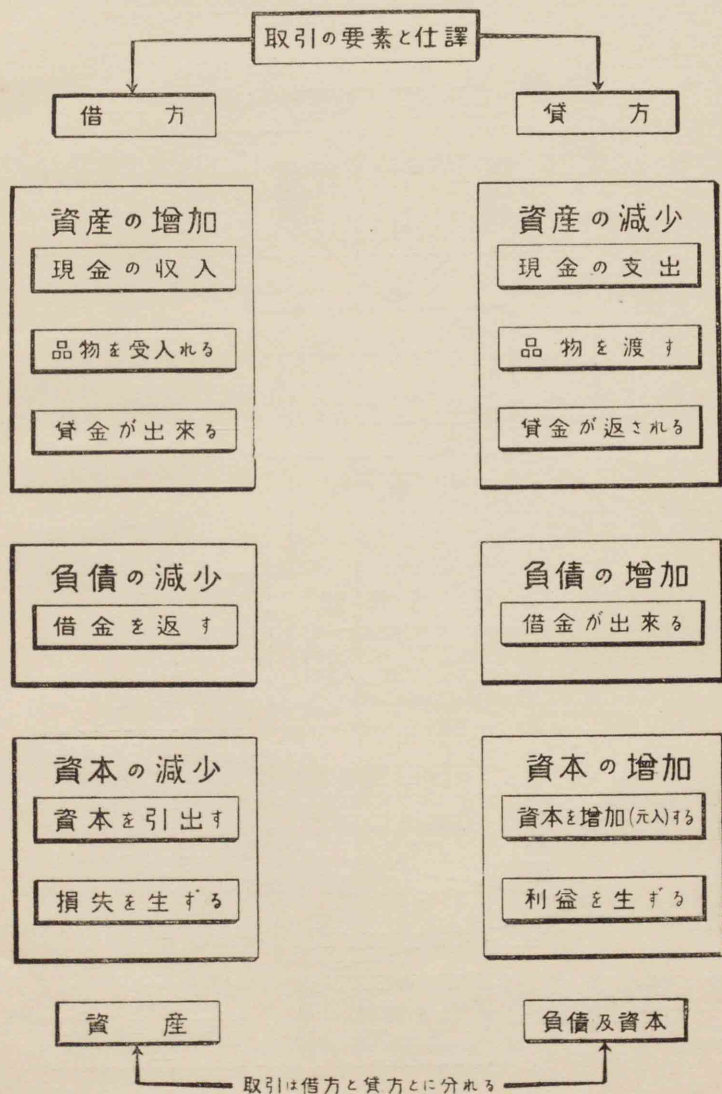 取引の要素と仕譯
借方
貸方
資産の增加
現金の収入
品物を受入れる
貸金が出來る
資産の減少
現金の支出
品物を渡す
貸金が返される
負債の減少
借金を返す
負債の增加
借金が出來る
資本の減少
資本を引出す
損失を生ずる
資本の增加
資本を增加(元入)する
利益を生ずる
資産
負債及資本
取引は借方と貸方とに分れる